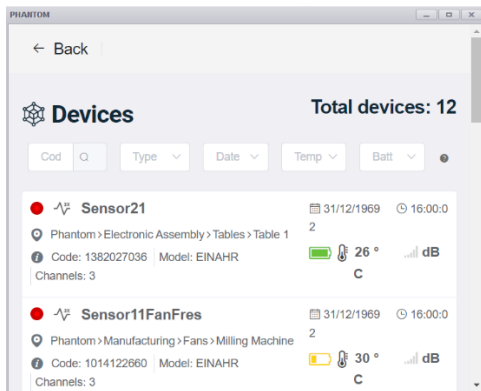 PHANTOM
← Back
Devices
Total devices: 12
Cod Type Date Temp Batt
Sensor21 31/12/1969 16:00:0
2
Phantom > Electronic Assembly > Tables > Table 1
26 ° dB
C
Code: 1382027036 Model: EINAHR
Channels: 3
Sensor11FanFres 31/12/1969 16:00:0
2
Phantom > Manufacturing > Fans > Milling Machine
30 ° dB
C
Code: 1014122660 Model: EINAHR
Channels: 3